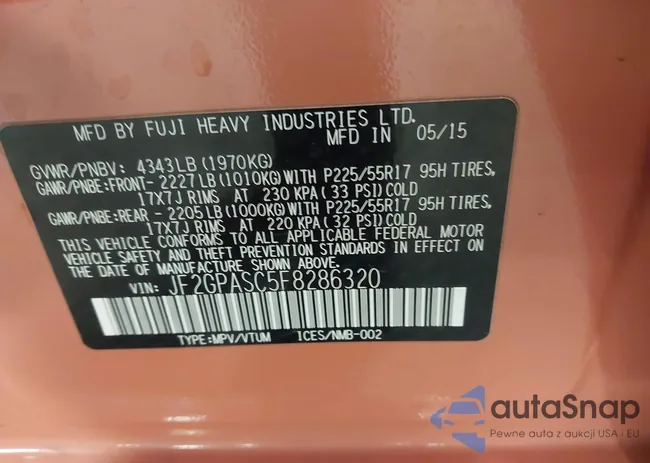 MFD BY FUJI HEAVY INDUSTRIES LTD.
MFD IN 05/15
GVWR/PNBV: 4343LB(1970KG)
GAWR/PNBE:FRONT- 2227LB(1010KG)WITH P225/55R17 95H TIRES,
17X7J RIMS AT 230 KPA(33 PSI)COLD
GAWR/PNBE:REAR - 2205LB(1000KG)WITH P225/55R17 95H TIRES,
17X7J RIMS AT 220 KPA(32 PSI)COLD
THIS VEHICLE CONFORMS TO ALL APPLICABLE FEDERAL MOTOR
VEHICLE SAFETY AND THEFT PREVENTION STANDARDS IN EFFECT ON
THE DATE OF MANUFACTURE SHOWN ABOVE.
VIN: JF2GPASC5F8286320
TYPE:MPV/VTUM ICES/NMB-002
autaSnap
Pewne auta z aukcji USA i EU